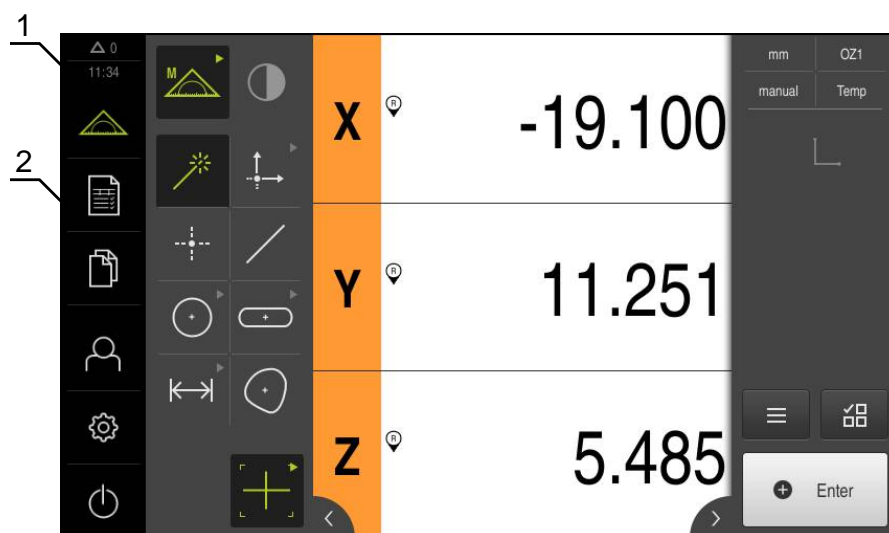 1
0
11:34
M
2
X R -19.100
Y R 11.251
Z R 5.485
mm OZ1
manual Temp
Enter